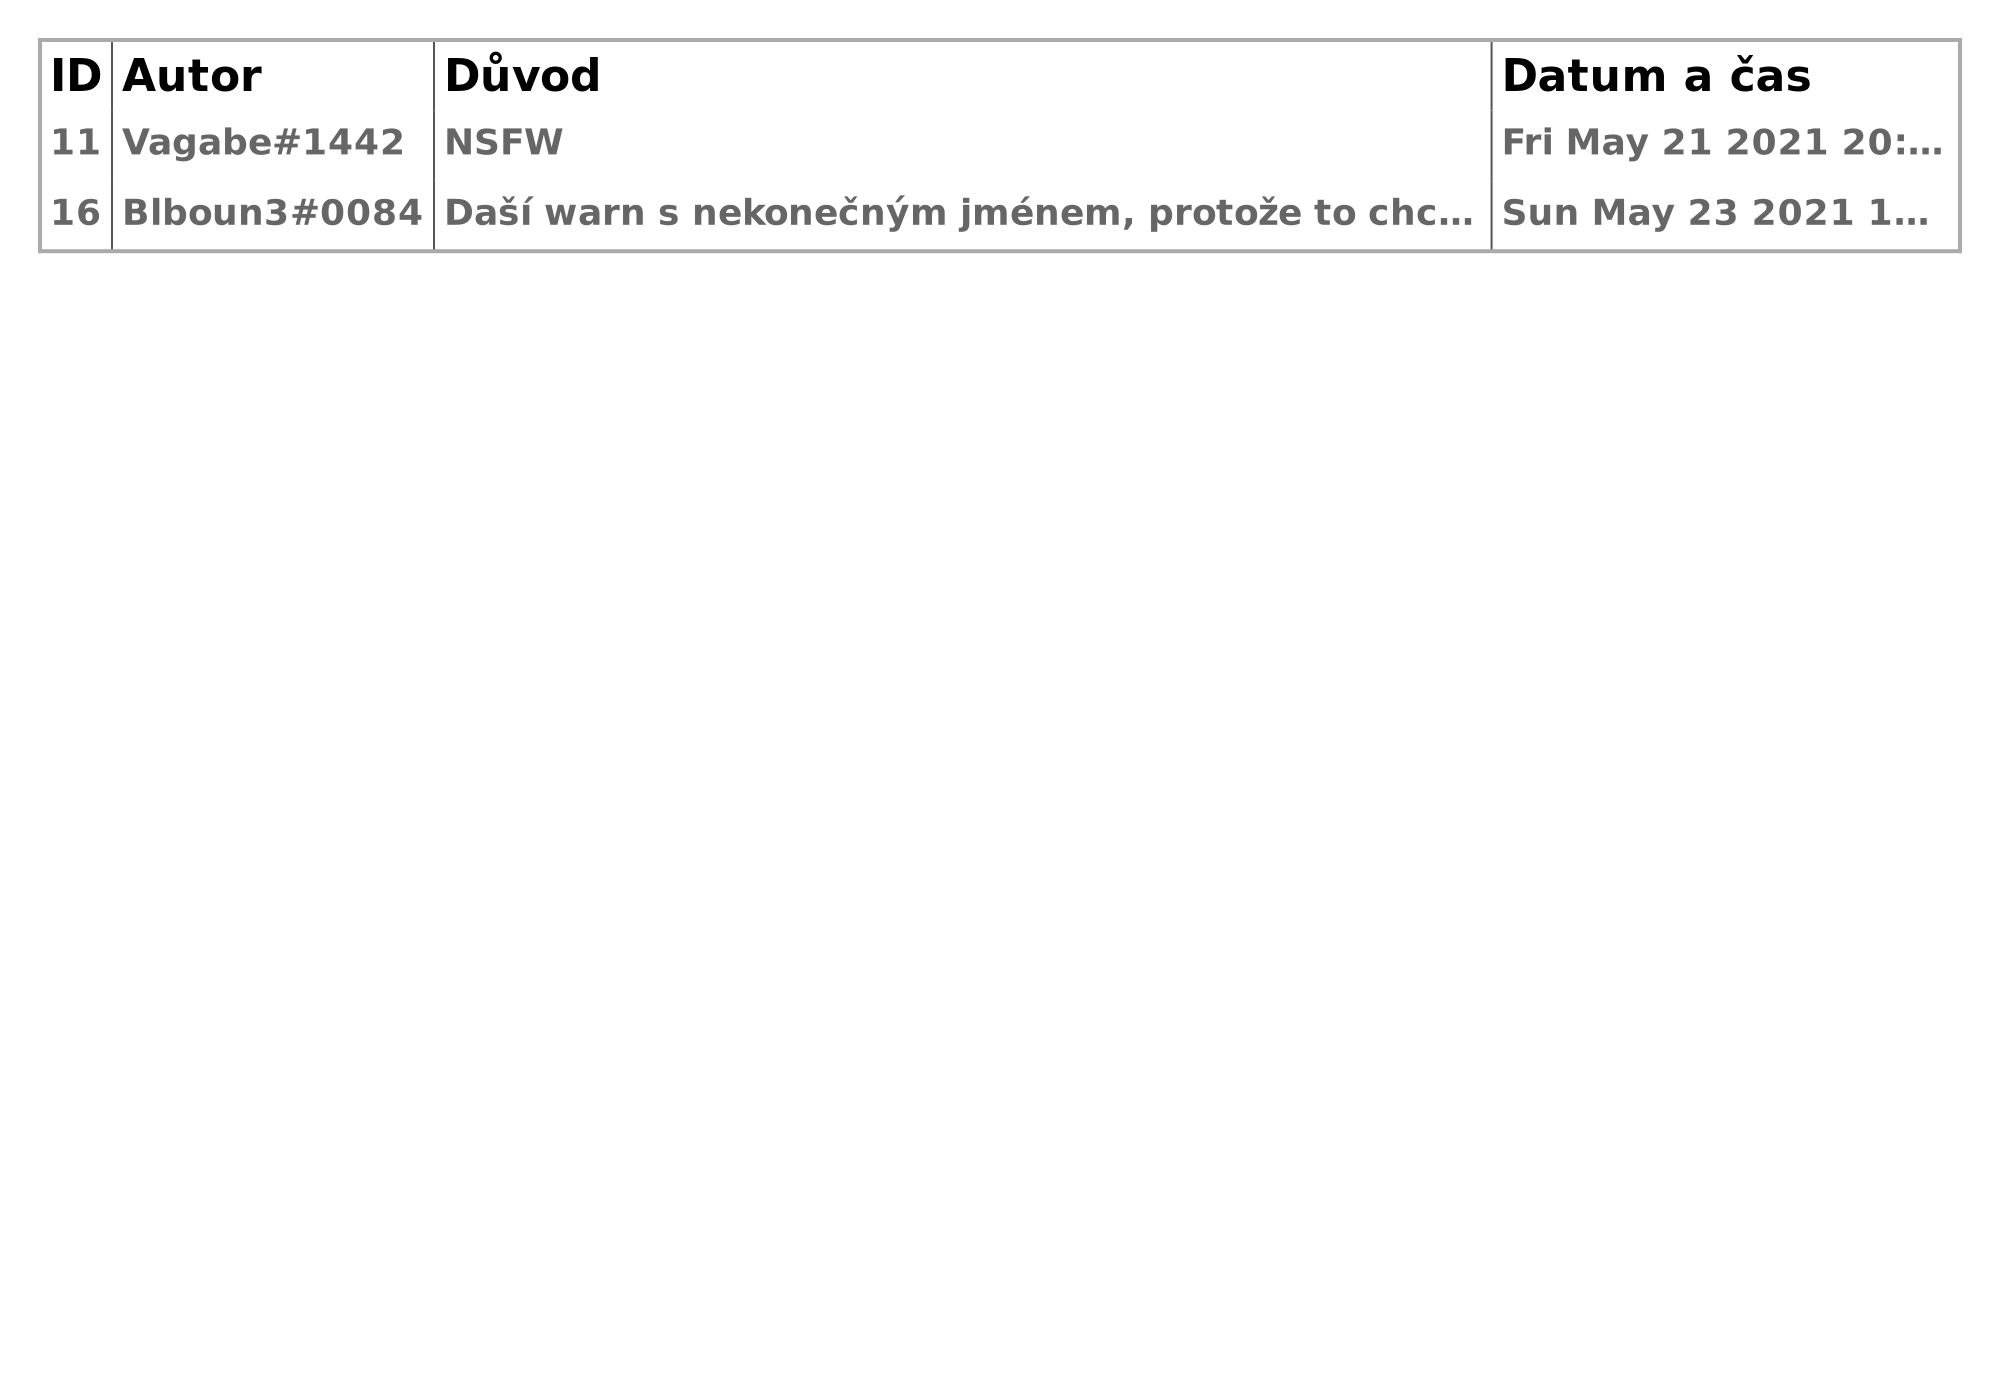 ID Autor Důvod Datum a čas
11 Vagabe#1442 NSFW Fri May 21 2021 20:...
16 Blboun3#0084 Daší warn s nekonečným jménem, protože to chc... Sun May 23 2021 1...